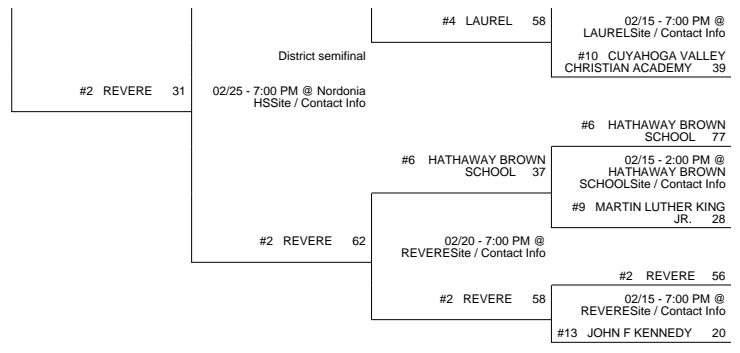 #4 LAUREL 58
02/15 - 7:00 PM @
LAURELSite / Contact Info
District semifinal
#10 CUYAHOGA VALLEY
CHRISTIAN ACADEMY 39
#2 REVERE 31
02/25 - 7:00 PM @ Nordonia
HSSite / Contact Info
#6 HATHAWAY BROWN
SCHOOL 77
#6 HATHAWAY BROWN
SCHOOL 37
02/15 - 2:00 PM @
HATHAWAY BROWN
SCHOOLSite / Contact Info
#9 MARTIN LUTHER KING
JR. 28
#2 REVERE 62
02/20 - 7:00 PM @
REVERESite / Contact Info
#2 REVERE 56
#2 REVERE 58
02/15 - 7:00 PM @
REVERESite / Contact Info
#13 JOHN F KENNEDY 20